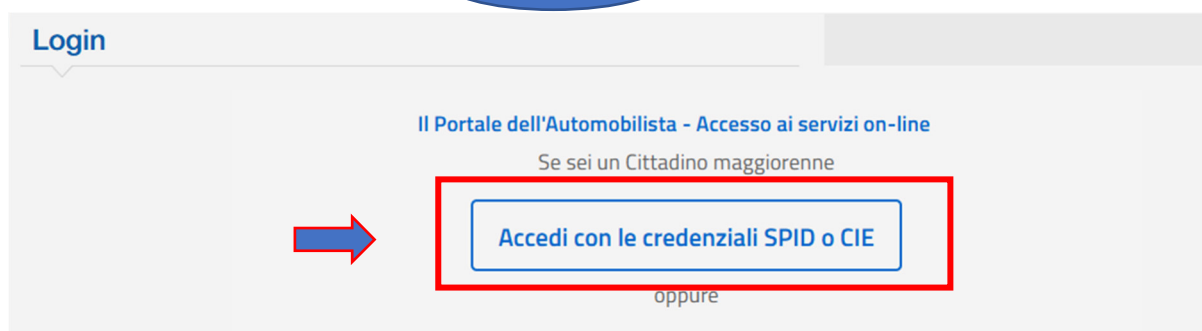 Login
Il Portale dell'Automobilista - Accesso ai servizi on-line
Se sei un Cittadino maggiorenne
Accedi con le credenziali SPID o CIE
oppure